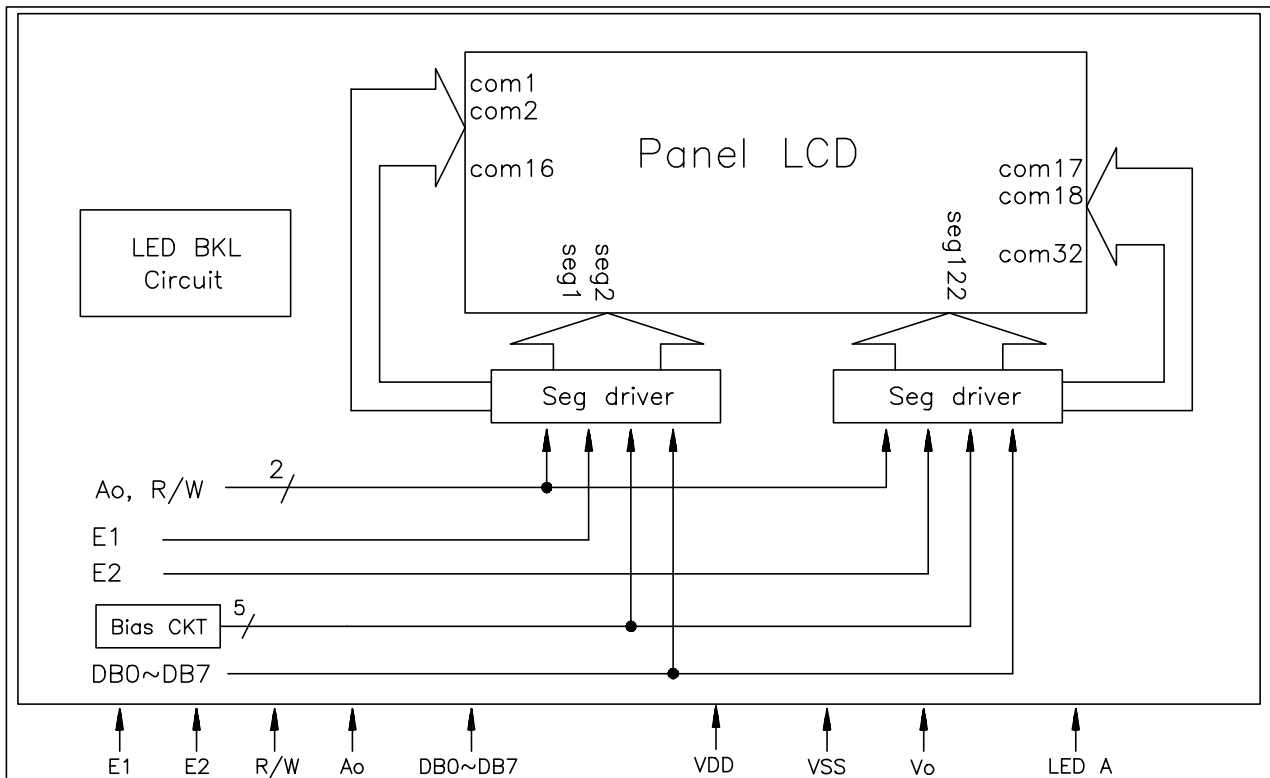 com1
com2
com16
Panel LCD
com17
com18
com32
seg1
seg2
seg122
LED BKL
Circuit
Seg driver
Seg driver
Ao, R/W
2
E1
E2
Bias CKT
5
DB0~DB7
E1
E2
R/W
Ao
DB0~DB7
VDD
VSS
Vo
LED A